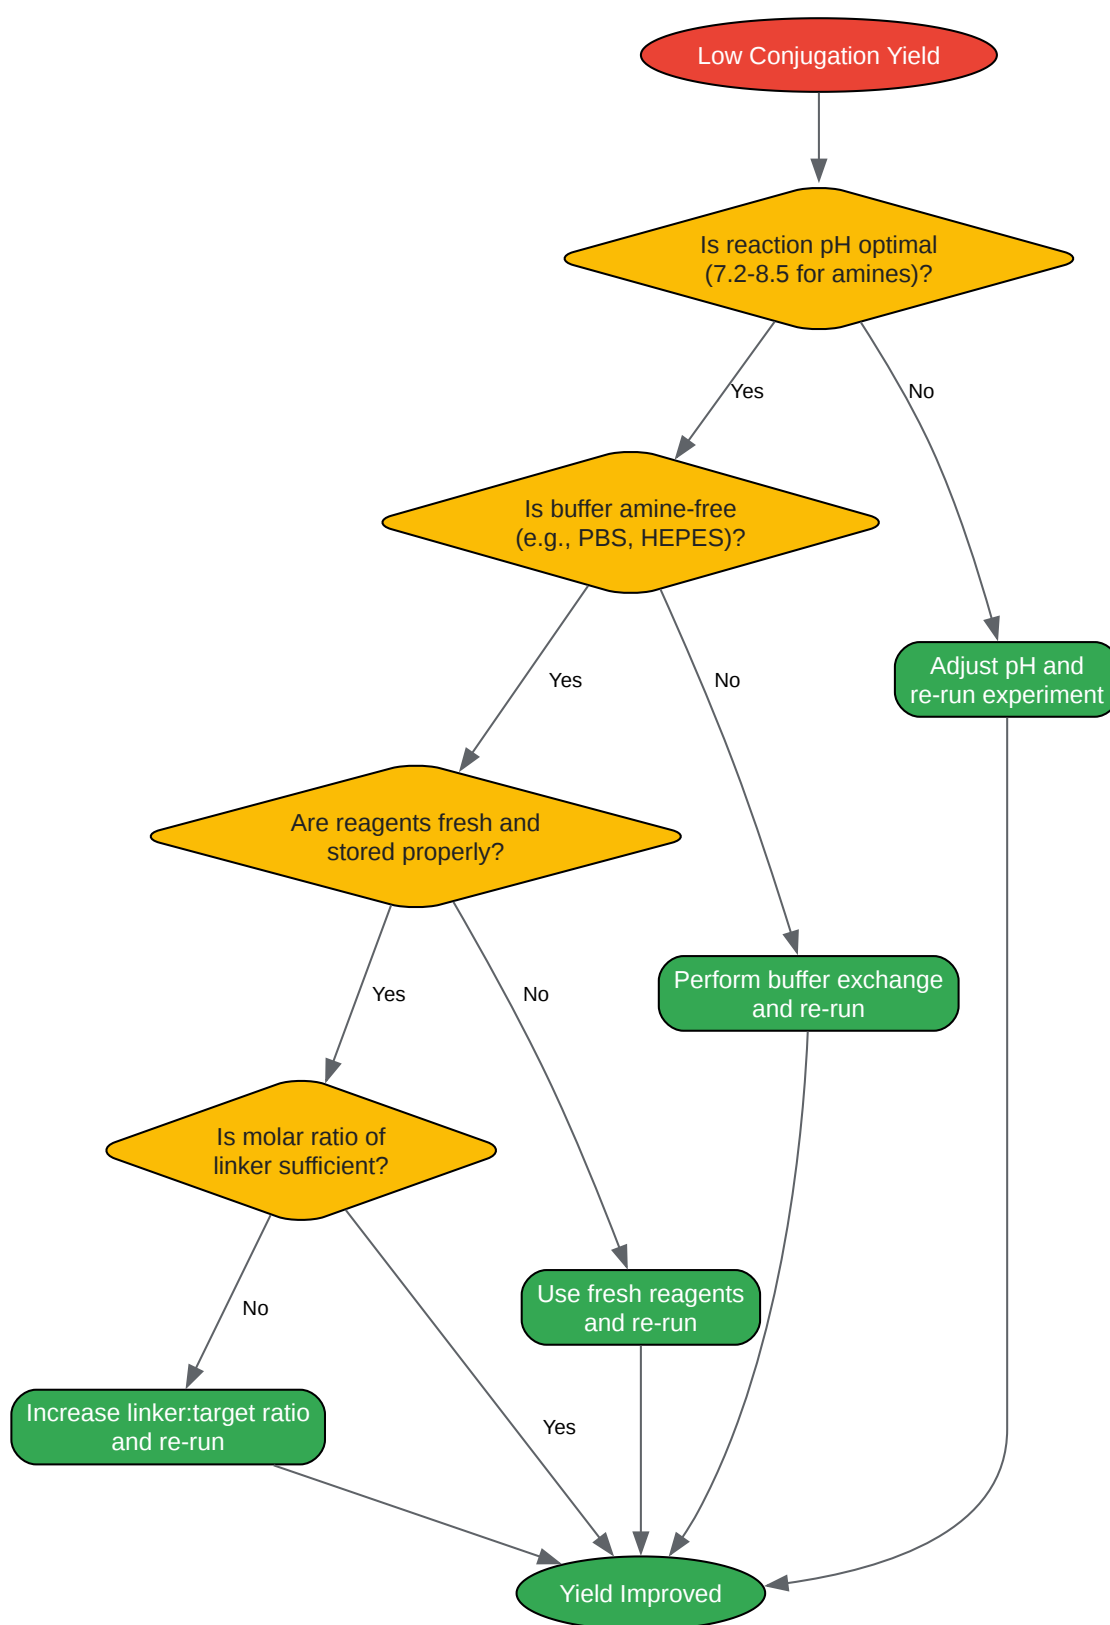 Low Conjugation Yield
Is reaction pH optimal
(7.2-8.5 for amines)?
Yes
No
Is buffer amine-free
(e.g., PBS, HEPES)?
Yes
No
Adjust pH and
re-run experiment
Are reagents fresh and
stored properly?
Yes
No
Perform buffer exchange
and re-run
Is molar ratio of
linker sufficient?
No
Yes
Use fresh reagents
and re-run
Increase linker:target ratio
and re-run
Yield Improved